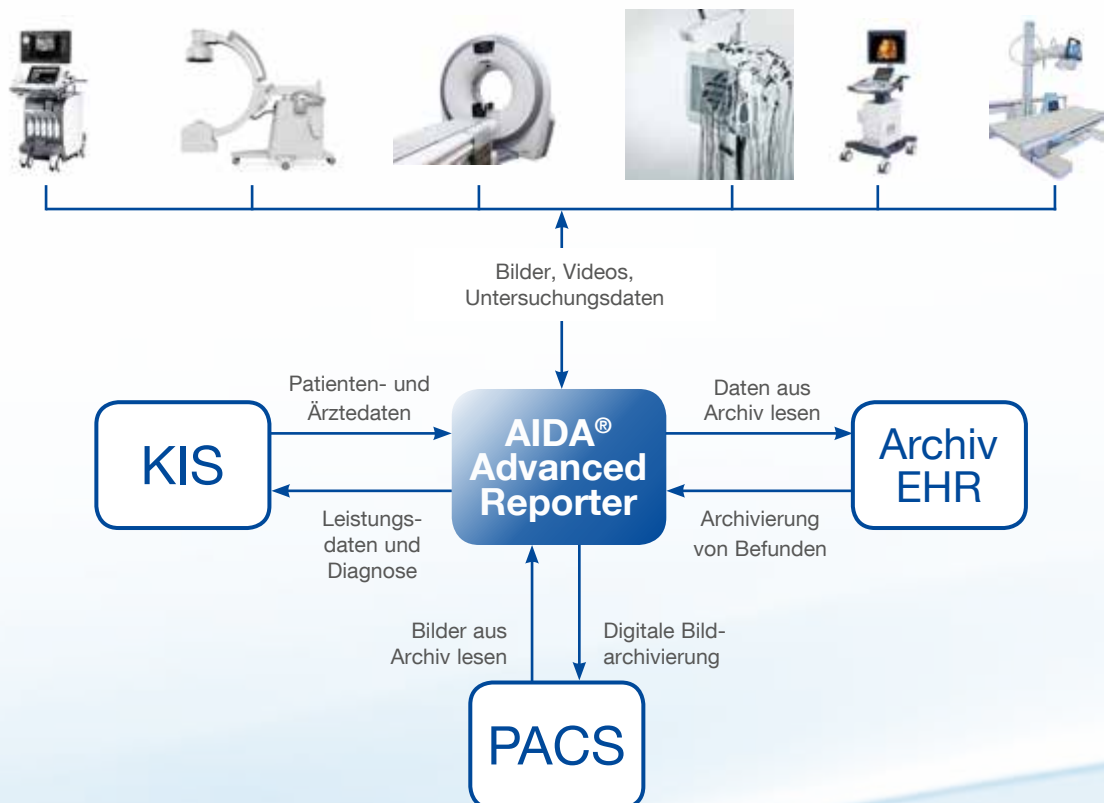 Bilder, Videos,
Untersuchungsdaten
Patienten- und
Ärztedaten
KIS
Leistungs-
daten und
Diagnose
AIDA®
Advanced
Reporter
Daten aus
Archiv lesen
Archiv
EHR
Archivierung
von Befunden
Bilder aus
Archiv lesen
Digitale Bild-
archivierung
PACS